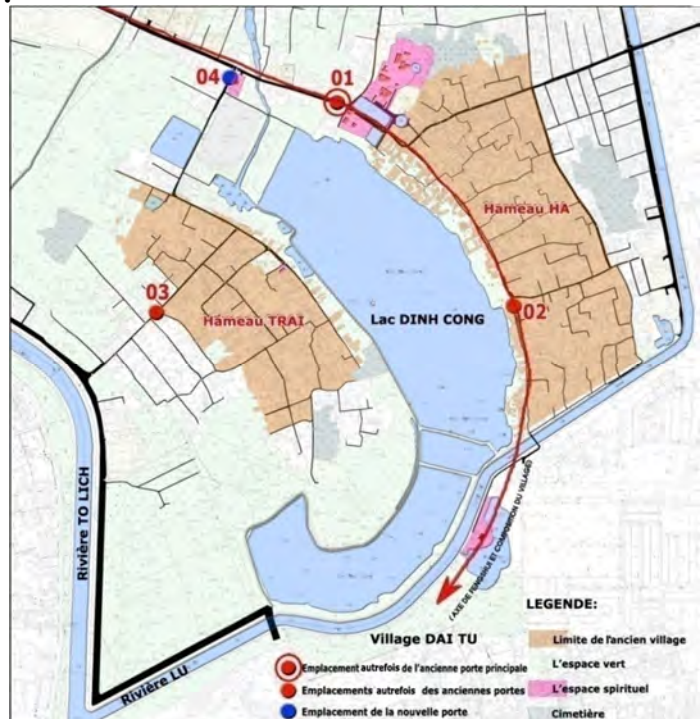 04
01
Hameau HA
03
02
Lac DINH CONG
Hameau TRAI
Rivière TO LICH
( AXE DE FENGSHUI ET COMPOSITION DU VILLAGE)
LEGENDE:
Village DAI TU
Limite de l'ancien village
Emplacement autrefois de l'ancienne porte principale
L'espace vert
Emplacements autrefois des anciennes portes
L'espace spirituel
Rivière LU
Emplacement de la nouvelle porte
Cimetière